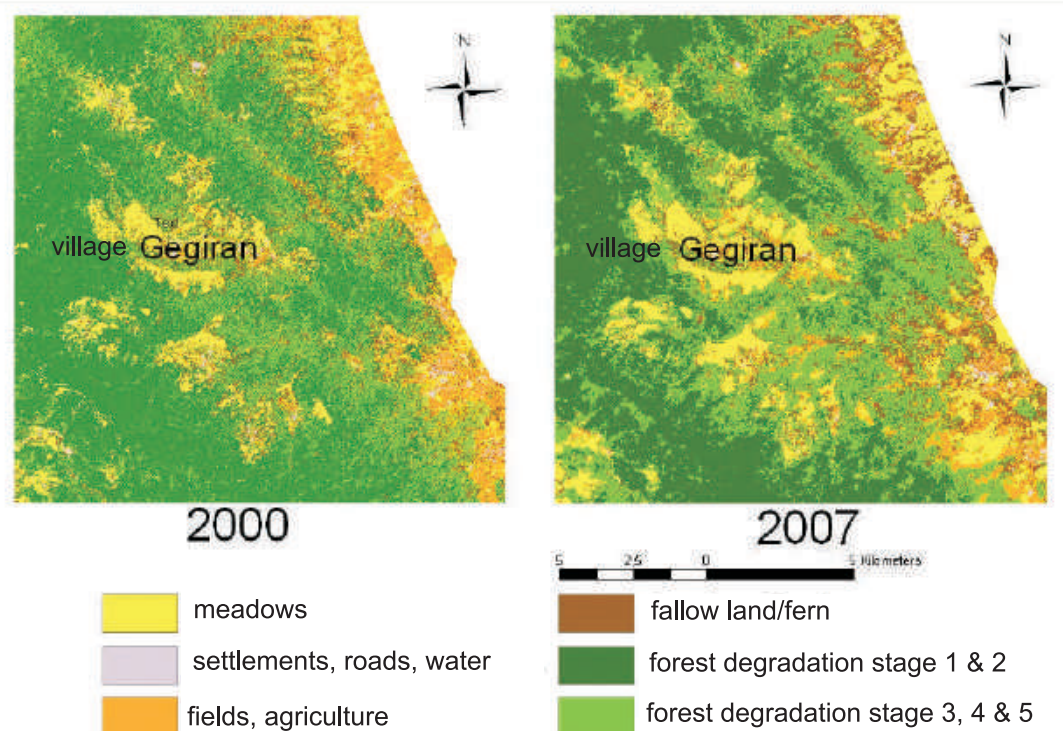 N
N
village Gegiran
village Gegiran
2000
2007
5 2.5 0 5 Kilometers
meadows
fallow land/fern
settlements, roads, water
forest degradation stage 1 & 2
fields, agriculture
forest degradation stage 3, 4 & 5